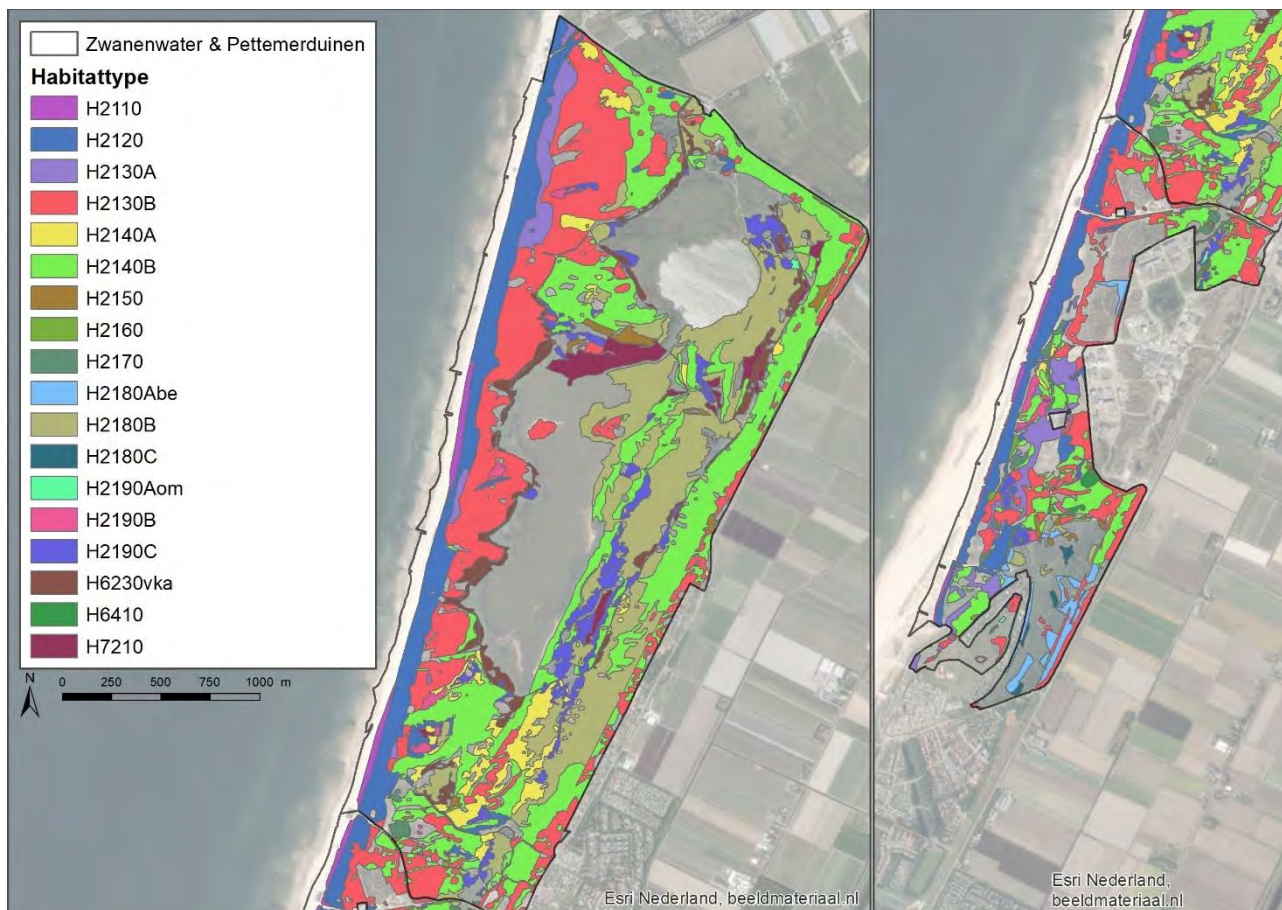 Zwanenwater & Pettemerduinen
Habitattype
H2110
H2120
H2130A
H2130B
H2140A
H2140B
H2150
H2160
H2170
H2180Abe
H2180B
H2180C
H2190Aom
H2190B
H2190C
H6230vka
H6410
H7210
N
0 250 500 750 1000 m
Esri Nederland, beeldmateriaal.nl
Esri Nederland,
beeldmateriaal.nl